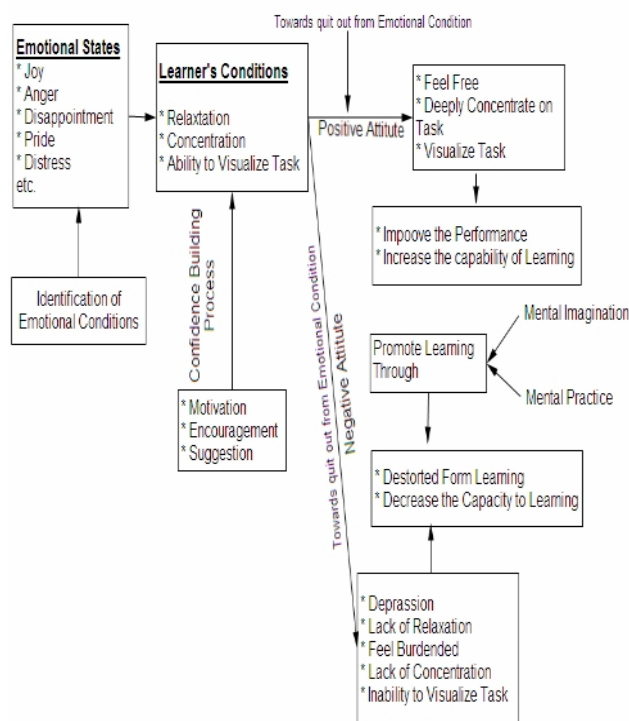 Towards quit out from Emotional Condition
Emotional States
* Joy
* Anger
* Disappointment
* Pride
* Distress
etc.
Learner's Conditions
* Relaxtation
* Concentration
* Ability to Visualize Task
Positive Attitute
* Feel Free
* Deeply Concentrate on
Task
* Visualize Task
* Impoove the Performance
* Increase the capability of Learning
Identification of
Emotional Conditions
Confidence Building
Process
* Motivation
* Encouragement
* Suggestion
Towards quit out from Emotional Condition
Negative Attitute
Mental Imagination
Promote Learning
Through
Mental Practice
* Destorted Form Learning
* Decrease the Capacity to Learning
* Deprassion
* Lack of Relaxation
* Feel Burdended
* Lack of Concentration
* Inability to Visualize Task